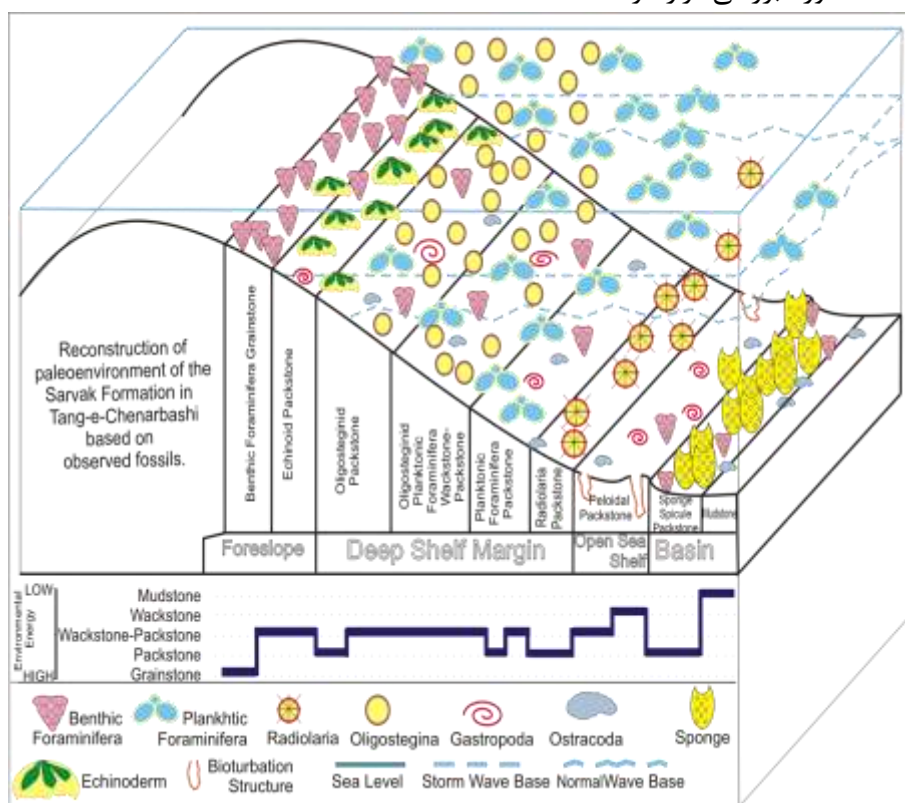 Reconstruction of
paleoenvironment of the
Sarvak Formation in
Tang-e-Chenarbashi
based on
observed fossils.
Benthic Foraminifera Grainstone
Echinoid Packstone
Oligosteginid
Packstone
Oligosteginid
Planktonic
Foraminifera
Wackstone-
Packstone
Planktonic
Foraminifera
Packstone
Radiolaria
Packstone
Peloidal
Packstone
Sponge
Spicule
Packstone
Mudstone
Foreslope
Deep Shelf Margin
Open Sea
Shelf
Basin
Environmental
Energy
LOW
HIGH
Mudstone
Wackstone
Wackstone-Packstone
Packstone
Grainstone
Benthic
Foraminifera
Plankhtic
Foraminifera
Radiolaria
Oligostegina
Gastropoda
Ostracoda
Sponge
Echinoderm
Bioturbation
Structure
Sea Level
Storm Wave Base
NormalWave Base